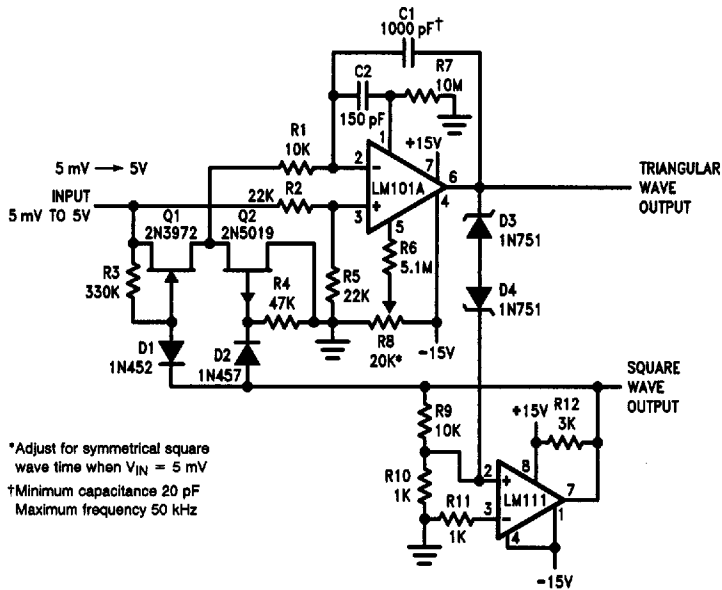 C1
1000 pF†
C2
150 pF
R7
10M
R1
10K
1
+15V
7
6
2
−
LM101A
5 mV → 5V
INPUT
5 mV TO 5V
22K
R2
3
+
4
5
TRIANGULAR
WAVE
OUTPUT
Q1
2N3972
Q2
2N5019
R3
330K
R4
47K
R5
22K
R6
5.1M
D3
1N751
D4
1N751
R8
20K*
−15V
D1
1N452
D2
1N457
SQUARE
WAVE
OUTPUT
R9
10K
+15V
R12
3K
R10
1K
2
+
8
LM111
7
R11
1K
3
−
4
1
−15V
*Adjust for symmetrical square
wave time when VIN = 5 mV
†Minimum capacitance 20 pF
Maximum frequency 50 kHz